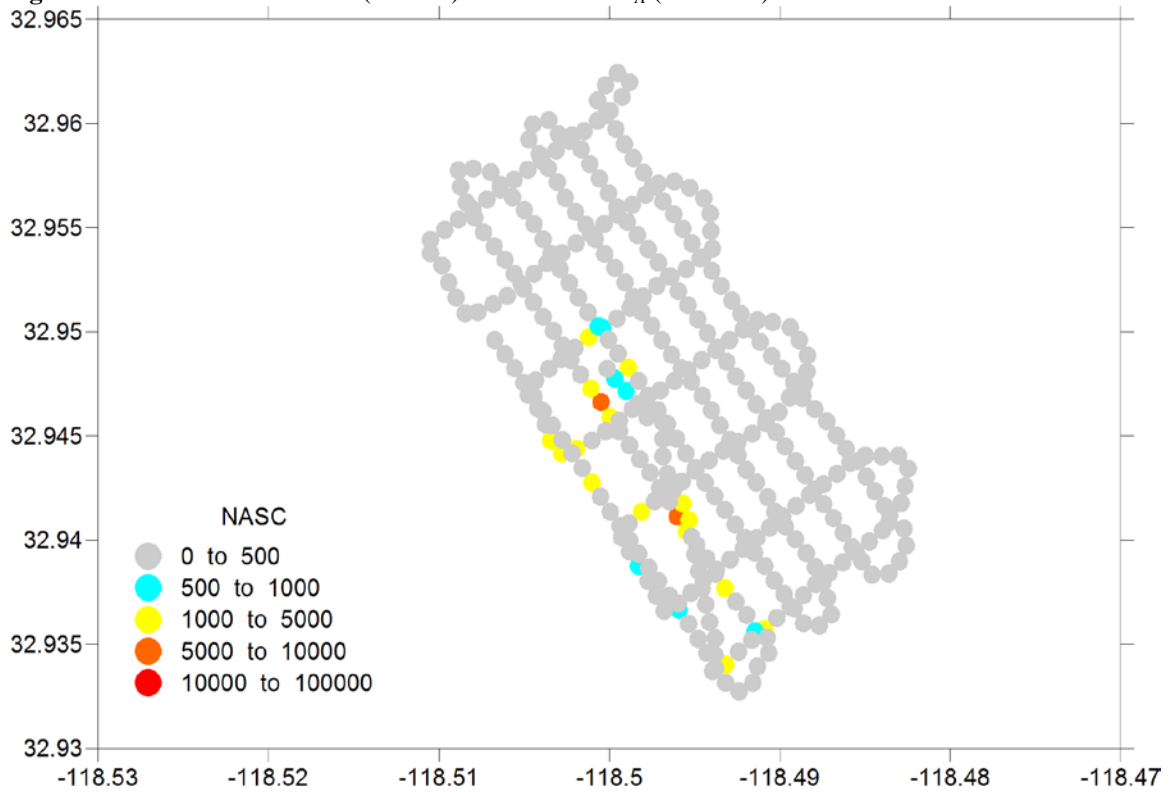 (
)
A (
)
32.965
32.96
32.955
32.95
32.945
32.94
32.935
32.93
NASC
0 to 500
500 to 1000
1000 to 5000
5000 to 10000
10000 to 100000
-118.53 -118.52 -118.51 -118.5 -118.49 -118.48 -118.47